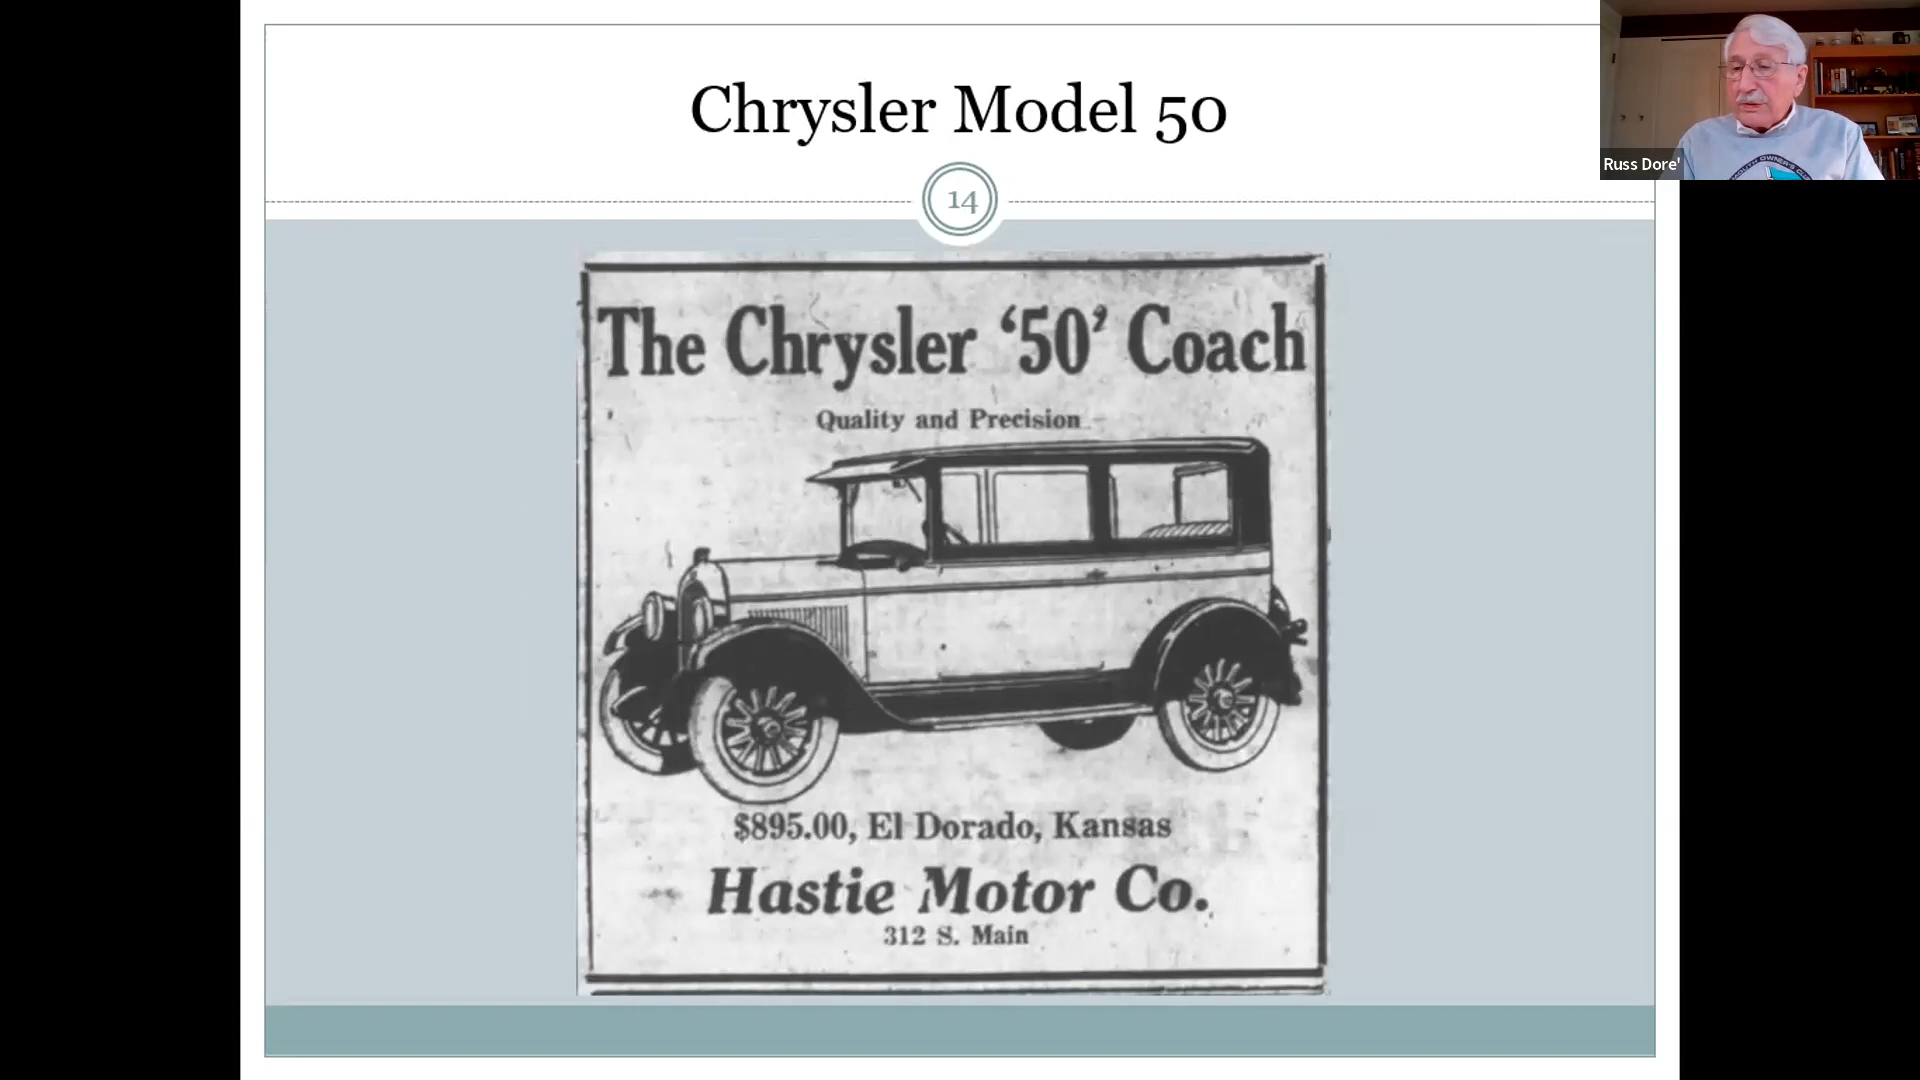 Chrysler Model 50
14
The Chrysler ‘50’ Coach
Quality and Precision
$895.00, El Dorado, Kansas
Hastie Motor Co.
312 S. Main
Russ Dore'
OWNER'S